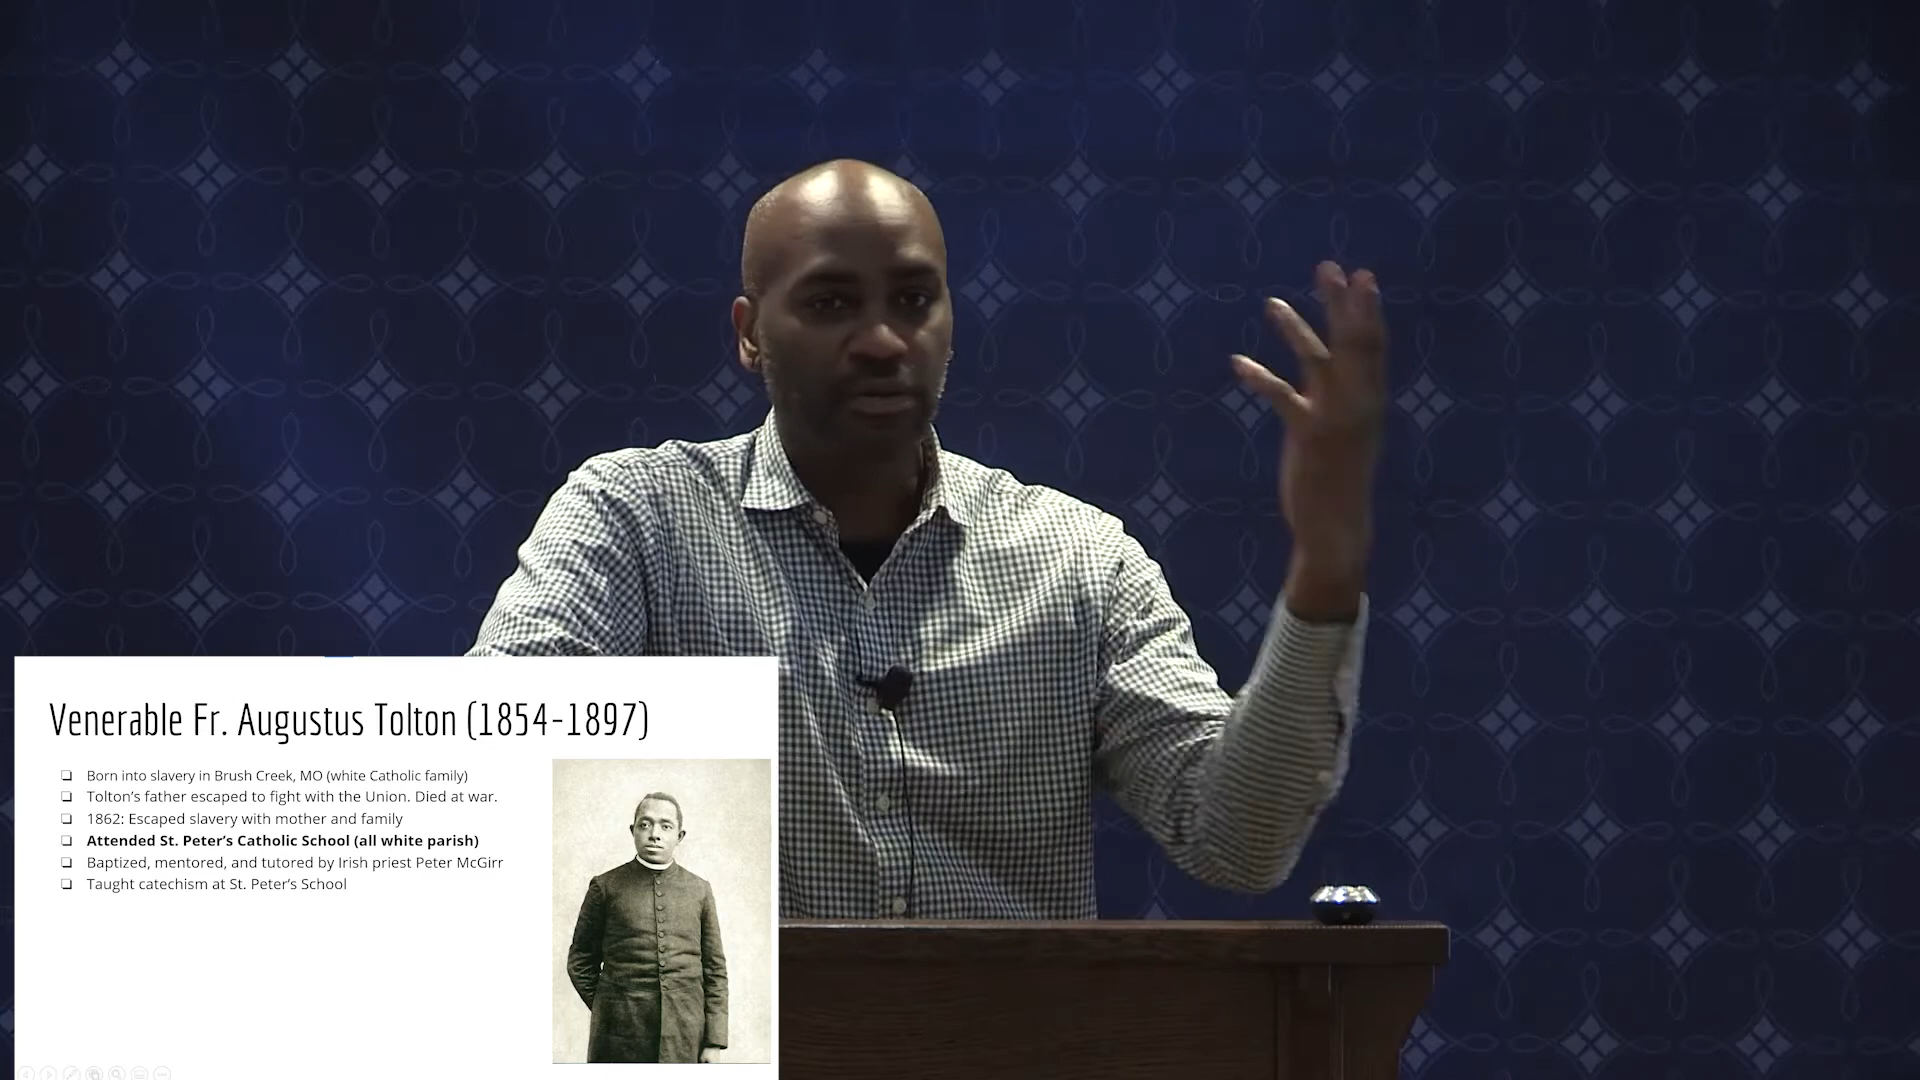 Venerable Fr. Augustus Tolton (1854-1897)
Born into slavery in Brush Creek, MO (white Catholic family)
Tolton’s father escaped to fight with the Union. Died at war.
1862: Escaped slavery with mother and family
Attended St. Peter’s Catholic School (all white parish)
Baptized, mentored, and tutored by Irish priest Peter McGirr
Taught catechism at St. Peter’s School